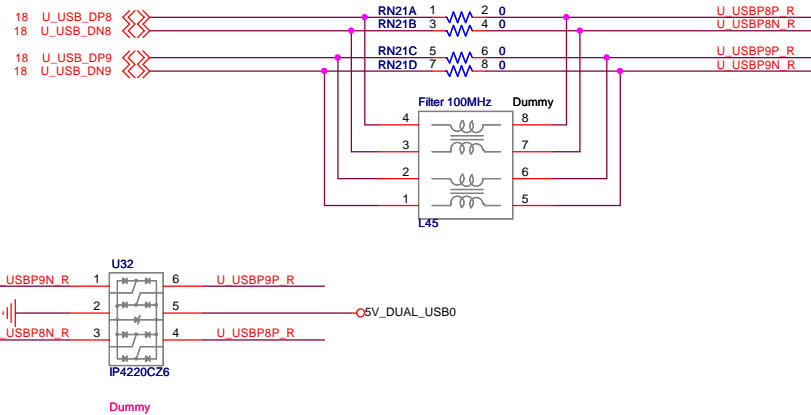 18 U_USB_DP8 RN21A 1 2 0 U_USBP8P_R
18 U_USB_DN8 RN21B 3 4 0 U_USBP8N_R
18 U_USB_DP9 RN21C 5 6 0 U_USBP9P_R
18 U_USB_DN9 RN21D 7 8 0 U_USBP9N_R
Filter 100MHz Dummy
4 8
3 7
2 6
1 5
L45
U32
USBP9N_R 1 6 U_USBP9P_R
2 5 5V_DUAL_USB0
USBP8N_R 3 4 U_USBP8P_R
IP4220CZ6
Dummy